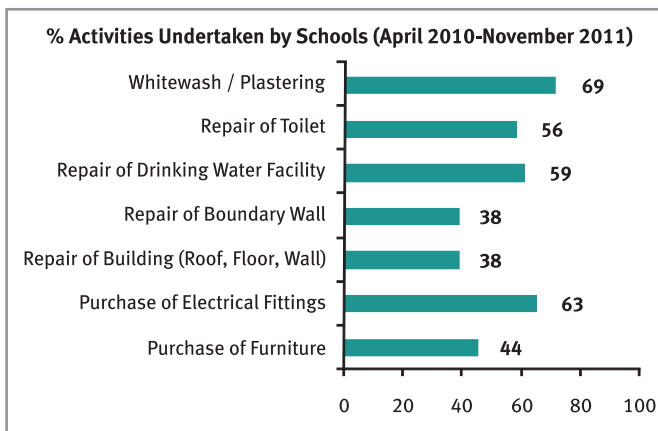 % Activities Undertaken by Schools (April 2010-November 2011)
Whitewash / Plastering 69
Repair of Toilet 56
Repair of Drinking Water Facility 59
Repair of Boundary Wall 38
Repair of Building (Roof, Floor, Wall) 38
Purchase of Electrical Fittings 63
Purchase of Furniture 44
0 20 40 60 80 100